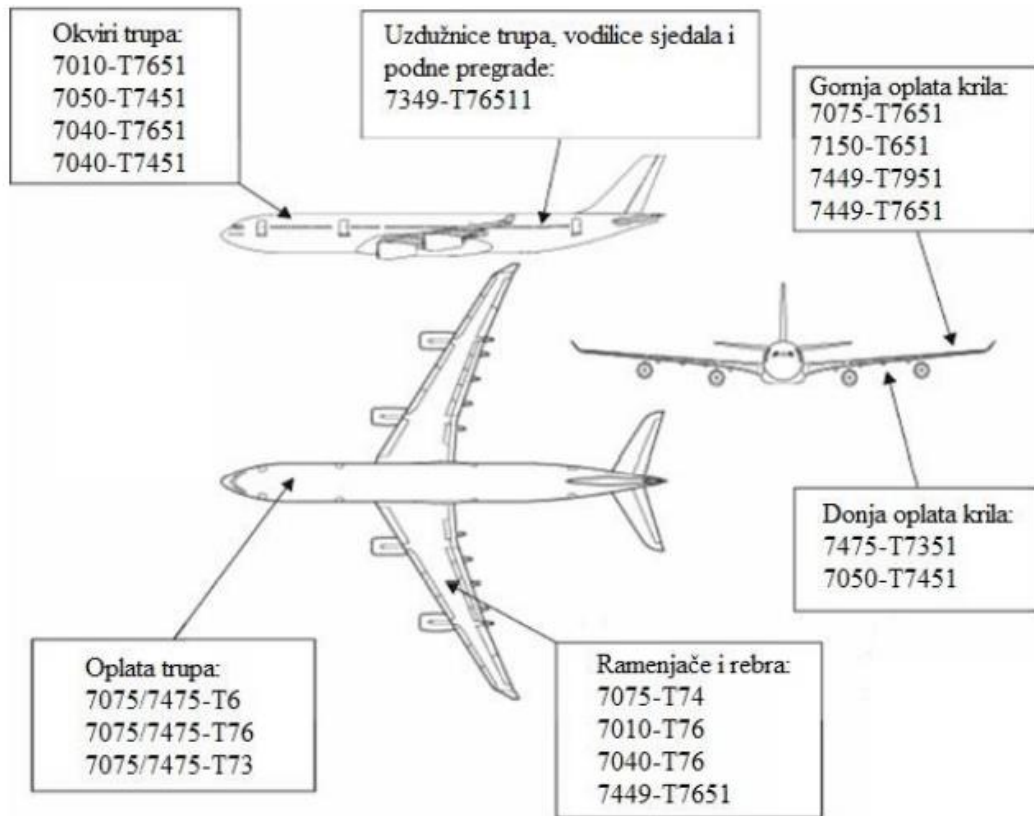 Okviri trupa:
7010-T7651
7050-T7451
7040-T7651
7040-T7451
Uzdužnice trupa, vodilice sjedala i
podne pregrade:
7349-T76511
Gornja oplata krila:
7075-T7651
7150-T651
7449-T7951
7449-T7651
Donja oplata krila:
7475-T7351
7050-T7451
Oplata trupa:
7075/7475-T6
7075/7475-T76
7075/7475-T73
Ramenjače i rebra:
7075-T74
7010-T76
7040-T76
7449-T7651